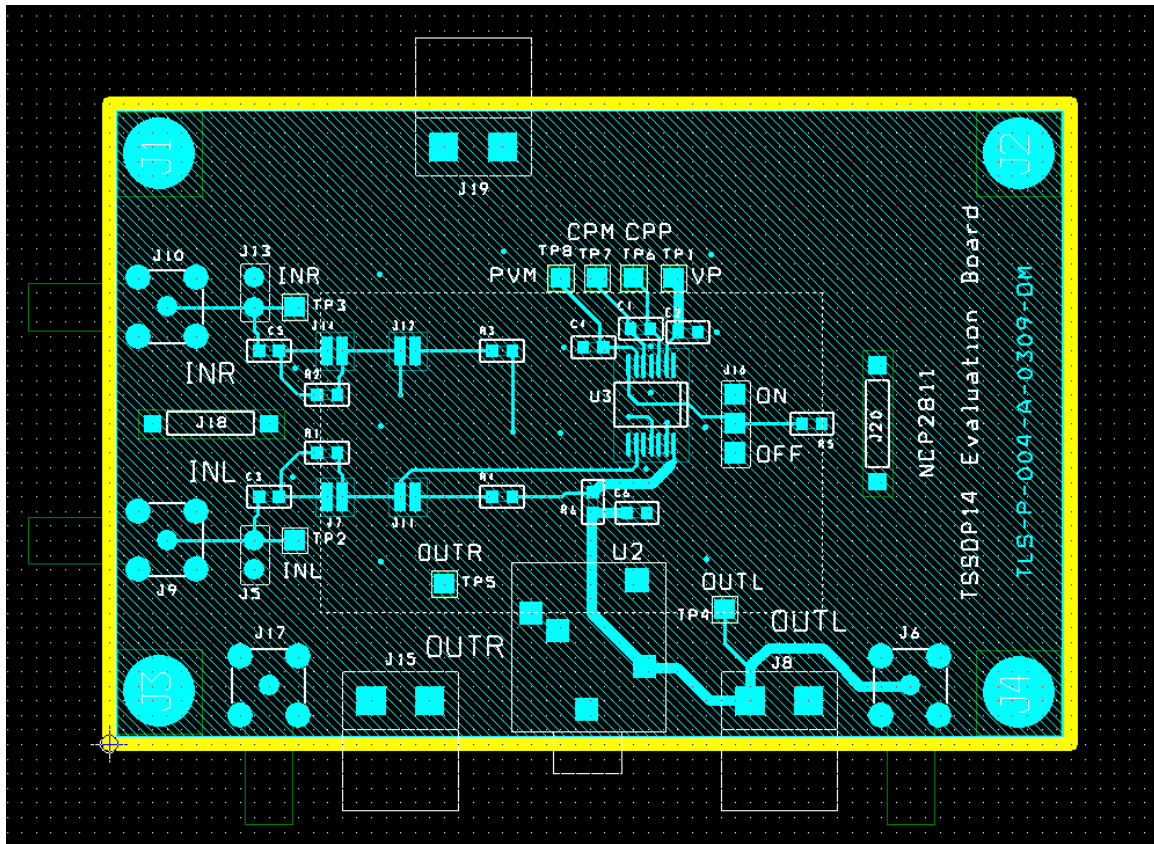 J1
J2
J19
CPM CPP
TP8 TP7 TP6 TP1
PVM
VP
J10
J13
INR
TP3
C5
J14
J12
R3
C4
C1
C2
INR
R2
U3
J16
ON
OFF
R5
J18
J20
NCP2811
TSSOP14 Evaluation Board
TLS-P-004-A-0309-DM
INL
R1
C3
J7
J11
R4
R6
C6
TP2
INL
J9
J5
OUTR
TP5
U2
OUTL
TP4
OUTL
J17
OUTR
J15
J8
J6
J3
J4